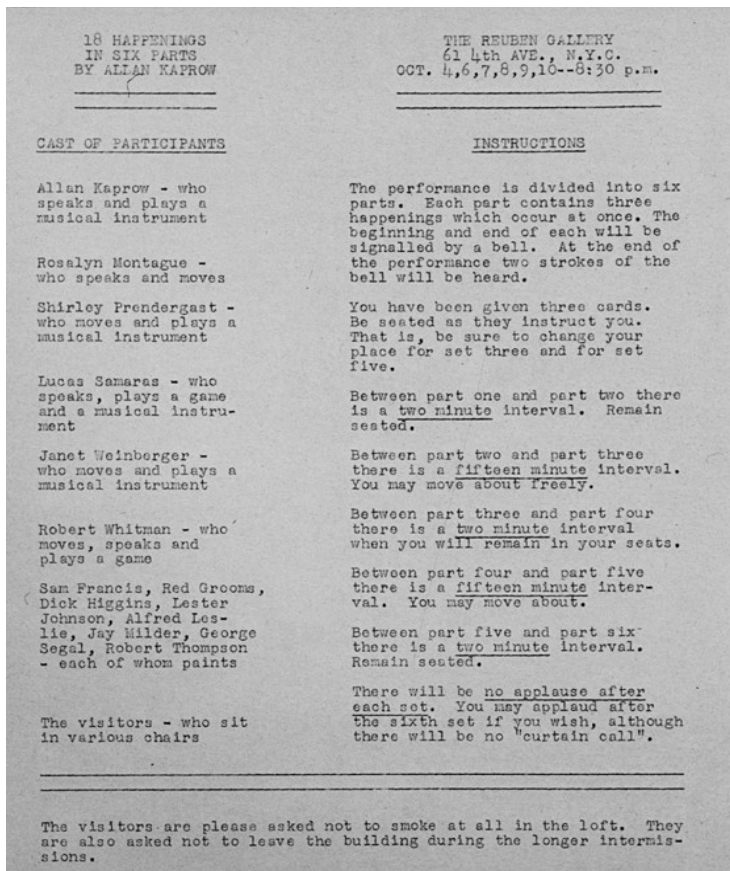 18 HAPPENINGS
IN SIX PARTS
BY ALLAN KAPROW
THE REUBEN GALLERY
61 4th AVE., N.Y.C.
OCT. 4,6,7,8,9,10--8:30 p.m.
CAST OF PARTICIPANTS
Allan Kaprow - who
speaks and plays a
musical instrument
Rosalyn Montague -
who speaks and moves
Shirley Prendergast -
who moves and plays a
musical instrument
Lucas Samaras - who
speaks, plays a game
and a musical instru-
ment
Janet Weinberger -
who moves and plays a
musical instrument
Robert Whitman - who
moves, speaks and
plays a game
Sam Francis, Red Grooms,
Dick Higgins, Lester
Johnson, Alfred Les-
lie, Jay Milder, George
Segal, Robert Thompson
- each of whom paints
The visitors - who sit
in various chairs
INSTRUCTIONS
The performance is divided into six
parts. Each part contains three
happenings which occur at once. The
beginning and end of each will be
signalled by a bell. At the end of
the performance two strokes of the
bell will be heard.
You have been given three cards.
Be seated as they instruct you.
That is, be sure to change your
place for set three and for set
five.
Between part one and part two there
is a two minute interval. Remain
seated.
Between part two and part three
there is a fifteen minute interval.
You may move about freely.
Between part three and part four
there is a two minute interval
when you will remain in your seats.
Between part four and part five
there is a fifteen minute inter-
val. You may move about.
Between part five and part six
there is a two minute interval.
Remain seated.
There will be no applause after
each set. You may applaud after
the sixth set if you wish, although
there will be no "curtain call".
The visitors are please asked not to smoke at all in the loft. They
are also asked not to leave the building during the longer intermis-
sions.